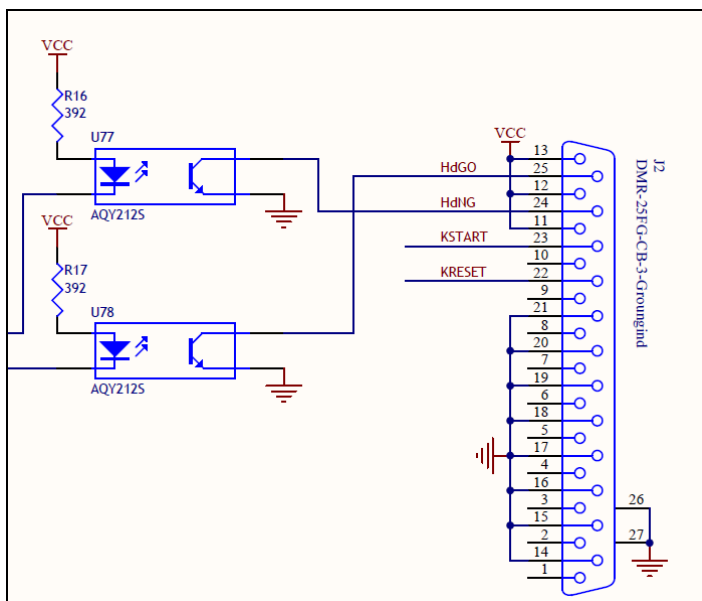 VCC
R16
392
U77
AQY212S
VCC
R17
392
U78
AQY212S
HdGO
HdNG
KSTART
KRESET
VCC
13
25
12
24
11
23
10
22
9
21
8
20
7
19
6
18
5
17
4
16
3
15
2
14
1
26
27
J2
DMR-25FG-CB-3-Groungind